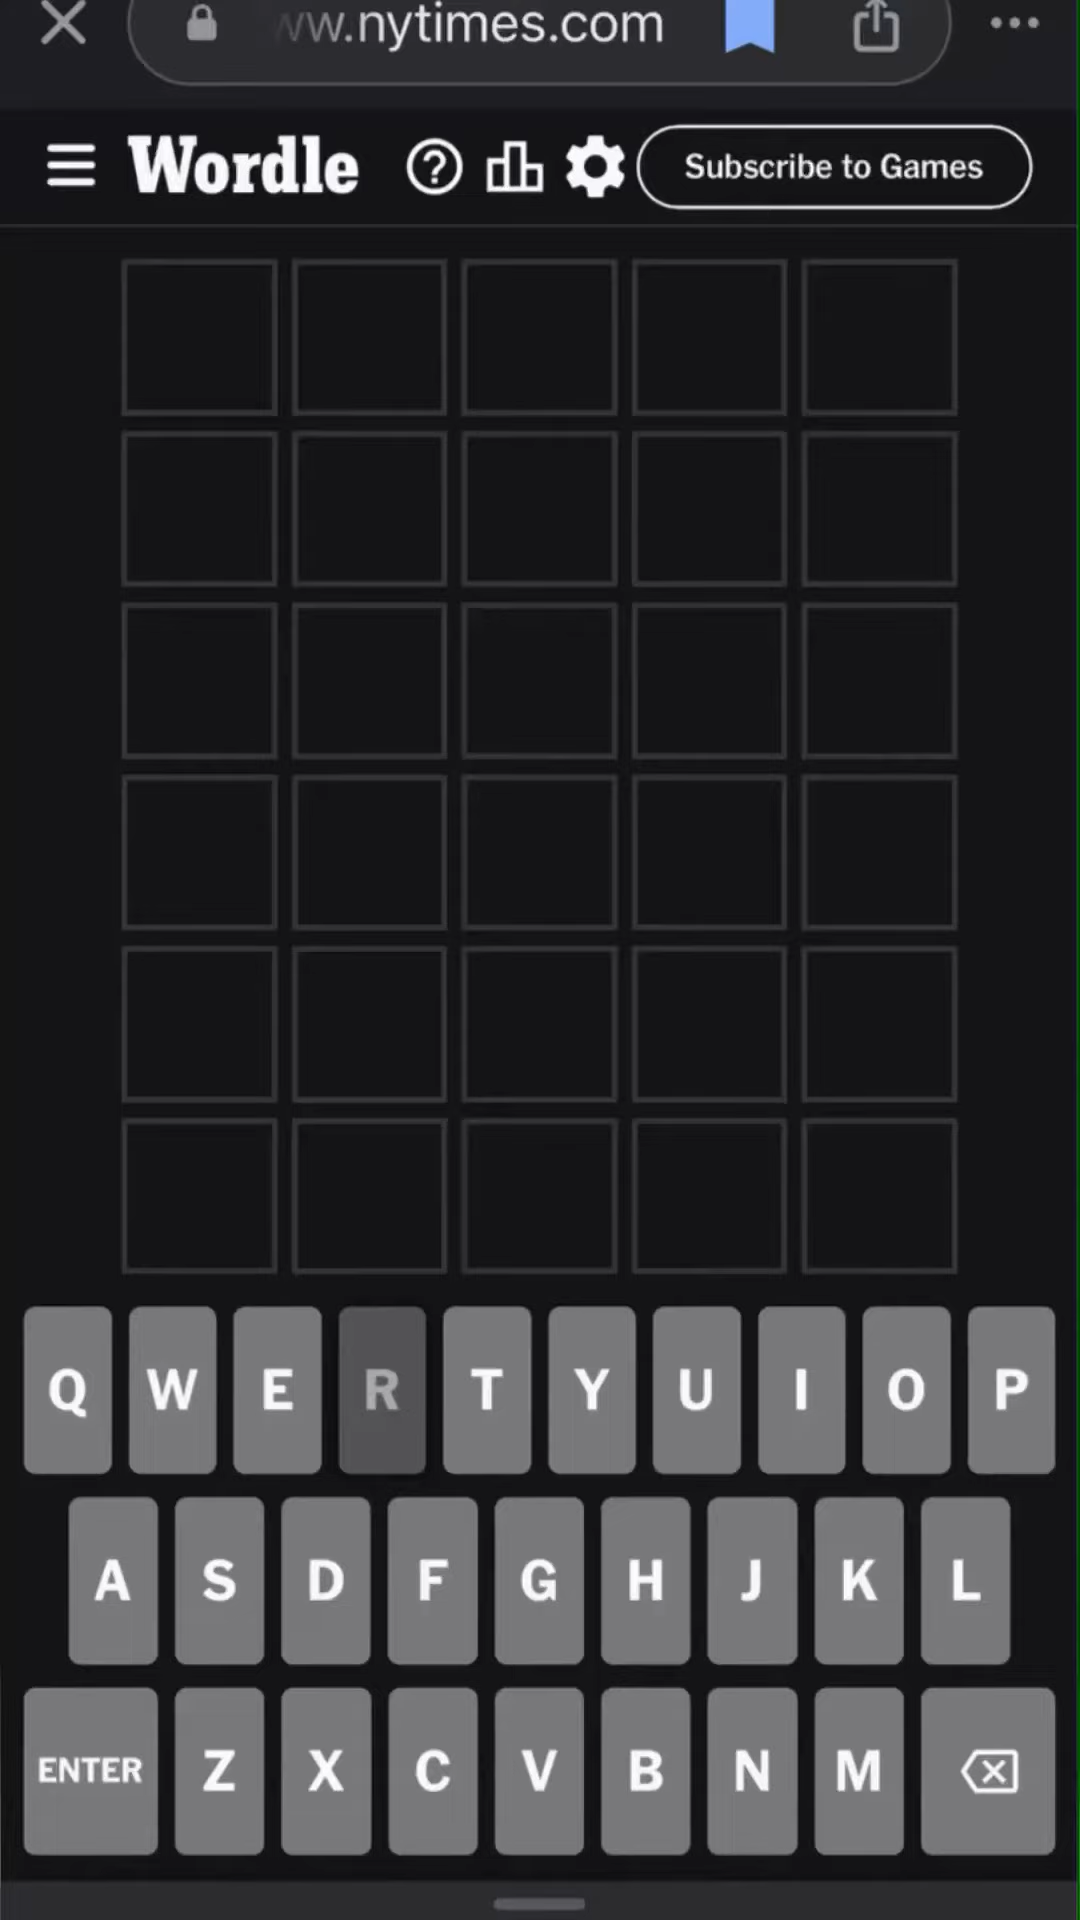 ww.nytimes.com
Wordle Subscribe to Games
Q W E R T Y U I O P
A S D F G H J K L
ENTER Z X C V B N M